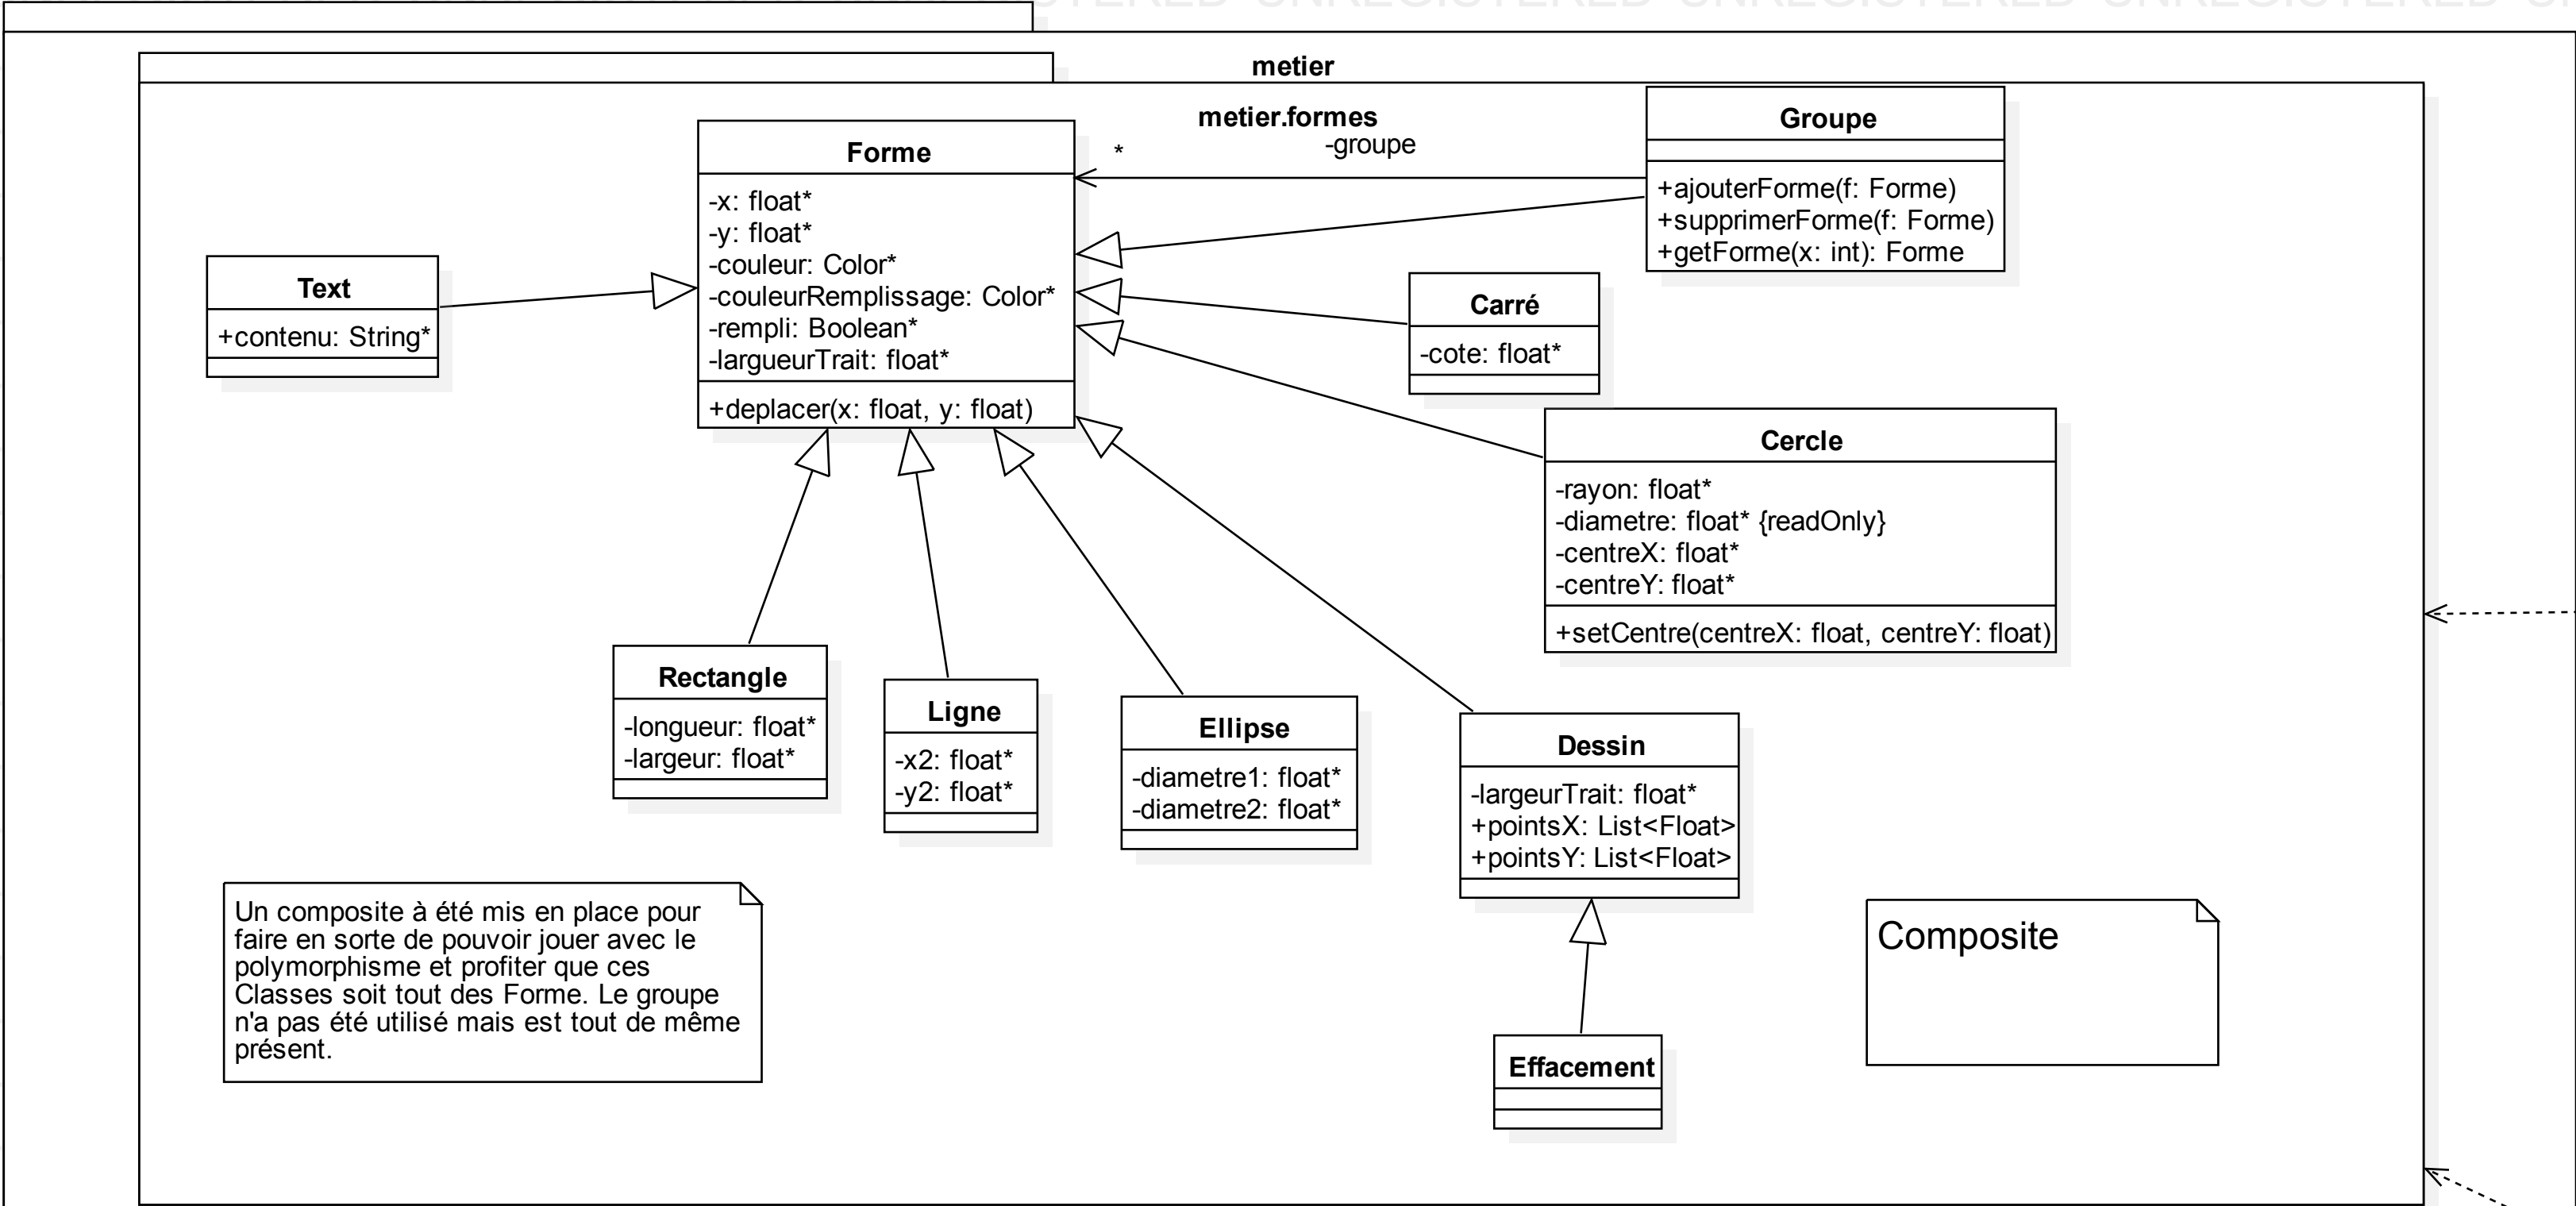 STERED UNREGISTERED UNREGISTERED UNREGISTERED
metier
metier.formes
* -groupe
Forme
-x: float*
-y: float*
-couleur: Color*
-couleurRemplissage: Color*
-rempli: Boolean*
-largueurTrait: float*
+deplacer(x: float, y: float)
Groupe
+ajouterForme(f: Forme)
+supprimerForme(f: Forme)
+getForme(x: int): Forme
Text
+contenu: String*
Carré
-cote: float*
Cercle
-rayon: float*
-diametre: float* {readOnly}
-centreX: float*
-centreY: float*
+setCentre(centreX: float, centreY: float)
Rectangle
-longueur: float*
-largeur: float*
Ligne
-x2: float*
-y2: float*
Ellipse
-diametre1: float*
-diametre2: float*
Dessin
-largeurTrait: float*
+pointsX: List<Float>
+pointsY: List<Float>
Un composite à été mis en place pour
faire en sorte de pouvoir jouer avec le
polymorphisme et profiter que ces
Classes soit tout des Forme. Le groupe
n'a pas été utilisé mais est tout de même
présent.
Composite
Effacement